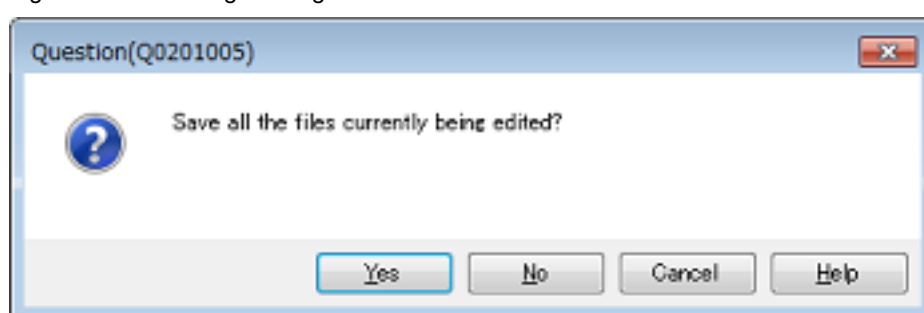 Question(Q0201005)
Save all the files currently being edited?
Yes No Cancel Help